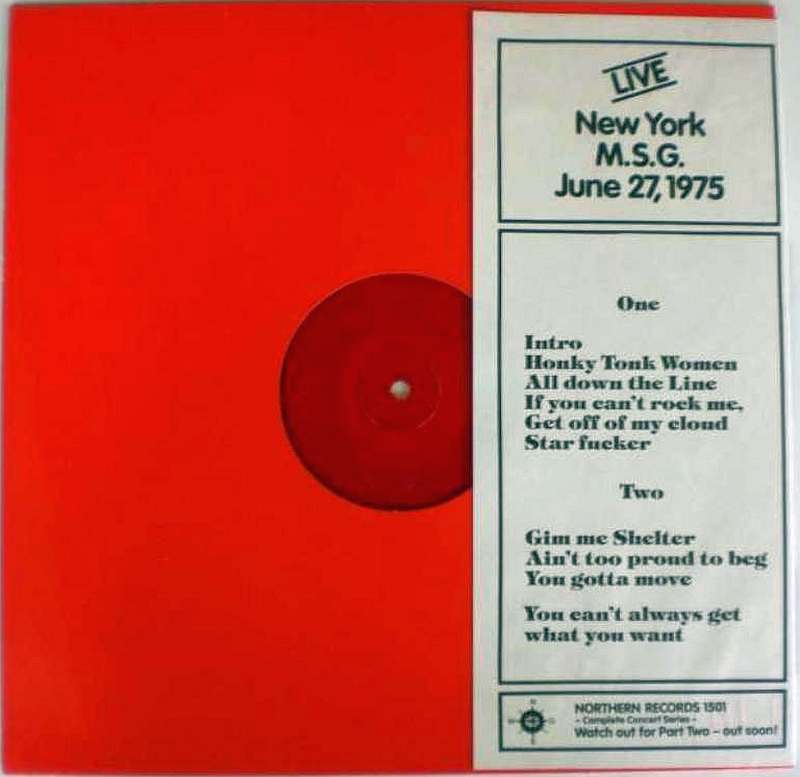 LIVE
New York
M.S.G.
June 27, 1975
One
Intro
Honky Tonk Women
All down the Line
If you can't rock me,
Get off of my cloud
Star fucker
Two
Gim me Shelter
Ain't too proud to beg
You gotta move
You can't always get
what you want
NORTHERN RECORDS 1501
- Complete Concert Series -
Watch out for Part Two - out soon!